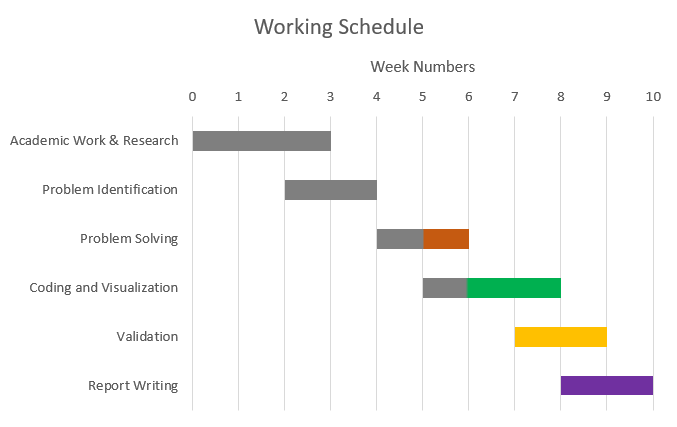 Working Schedule
Week Numbers
0 1 2 3 4 5 6 7 8 9 10
Academic Work & Research
Problem Identification
Problem Solving
Coding and Visualization
Validation
Report Writing